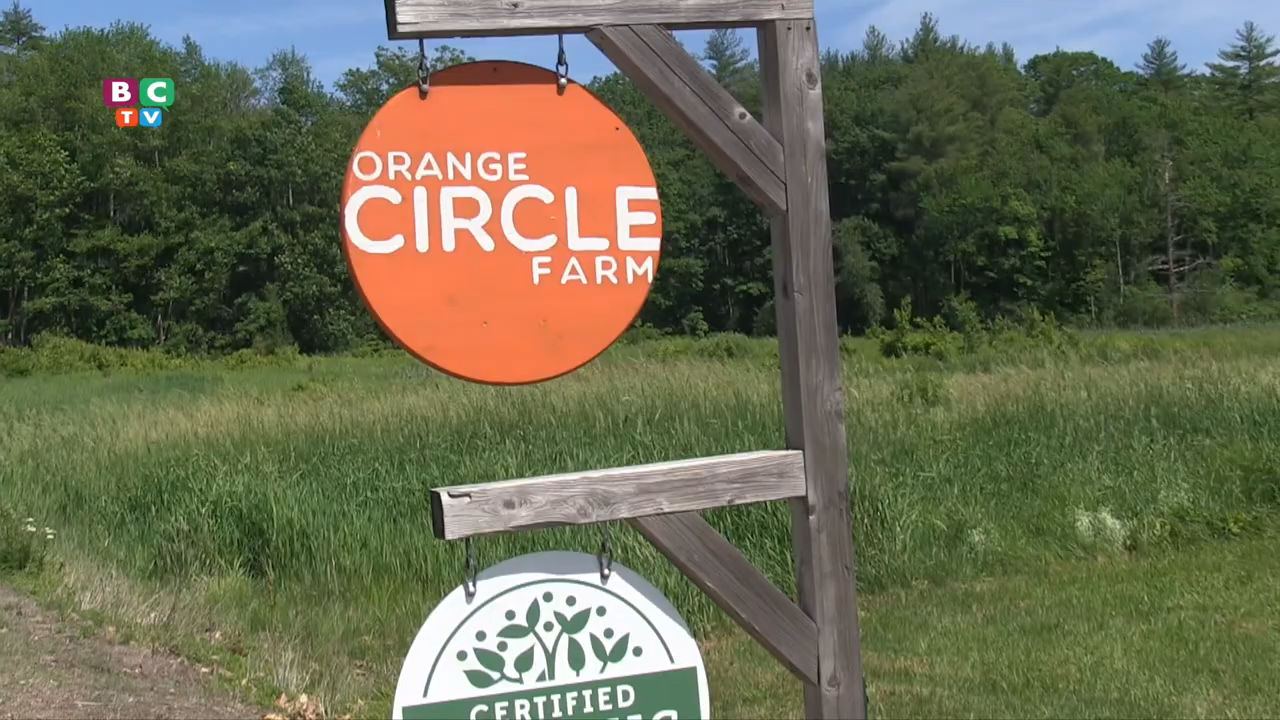 BC
TV
ORANGE
CIRCLE
FARM
CERTIFIED